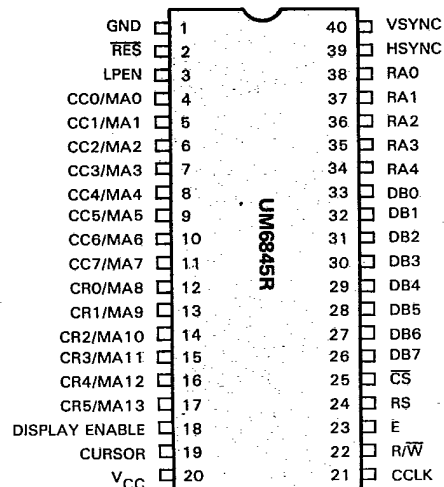 GND 1 40 VSYNC
R̅E̅S̅ 2 39 HSYNC
LPEN 3 38 RA0
CC0/MA0 4 37 RA1
CC1/MA1 5 36 RA2
CC2/MA2 6 35 RA3
CC3/MA3 7 34 RA4
CC4/MA4 8 33 DB0
CC5/MA5 9 32 DB1
CC6/MA6 10 31 DB2
CC7/MA7 11 30 DB3
CR0/MA8 12 29 DB4
CR1/MA9 13 28 DB5
CR2/MA10 14 27 DB6
CR3/MA11 15 26 DB7
CR4/MA12 16 25 C̅S̅
CR5/MA13 17 24 RS
DISPLAY ENABLE 18 23 E
CURSOR 19 22 R/W̅
VCC 20 21 CCLK
UM6845R